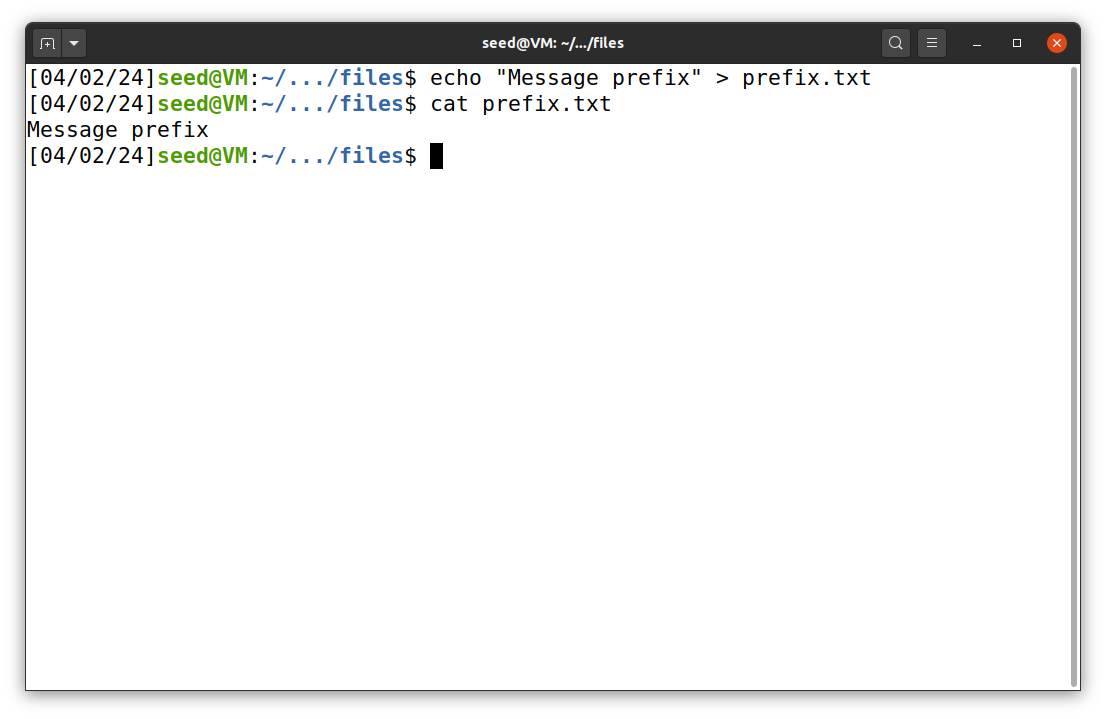 seed@VM: ~/.../files
[04/02/24]seed@VM:~/.../files$ echo "Message prefix" > prefix.txt
[04/02/24]seed@VM:~/.../files$ cat prefix.txt
Message prefix
[04/02/24]seed@VM:~/.../files$